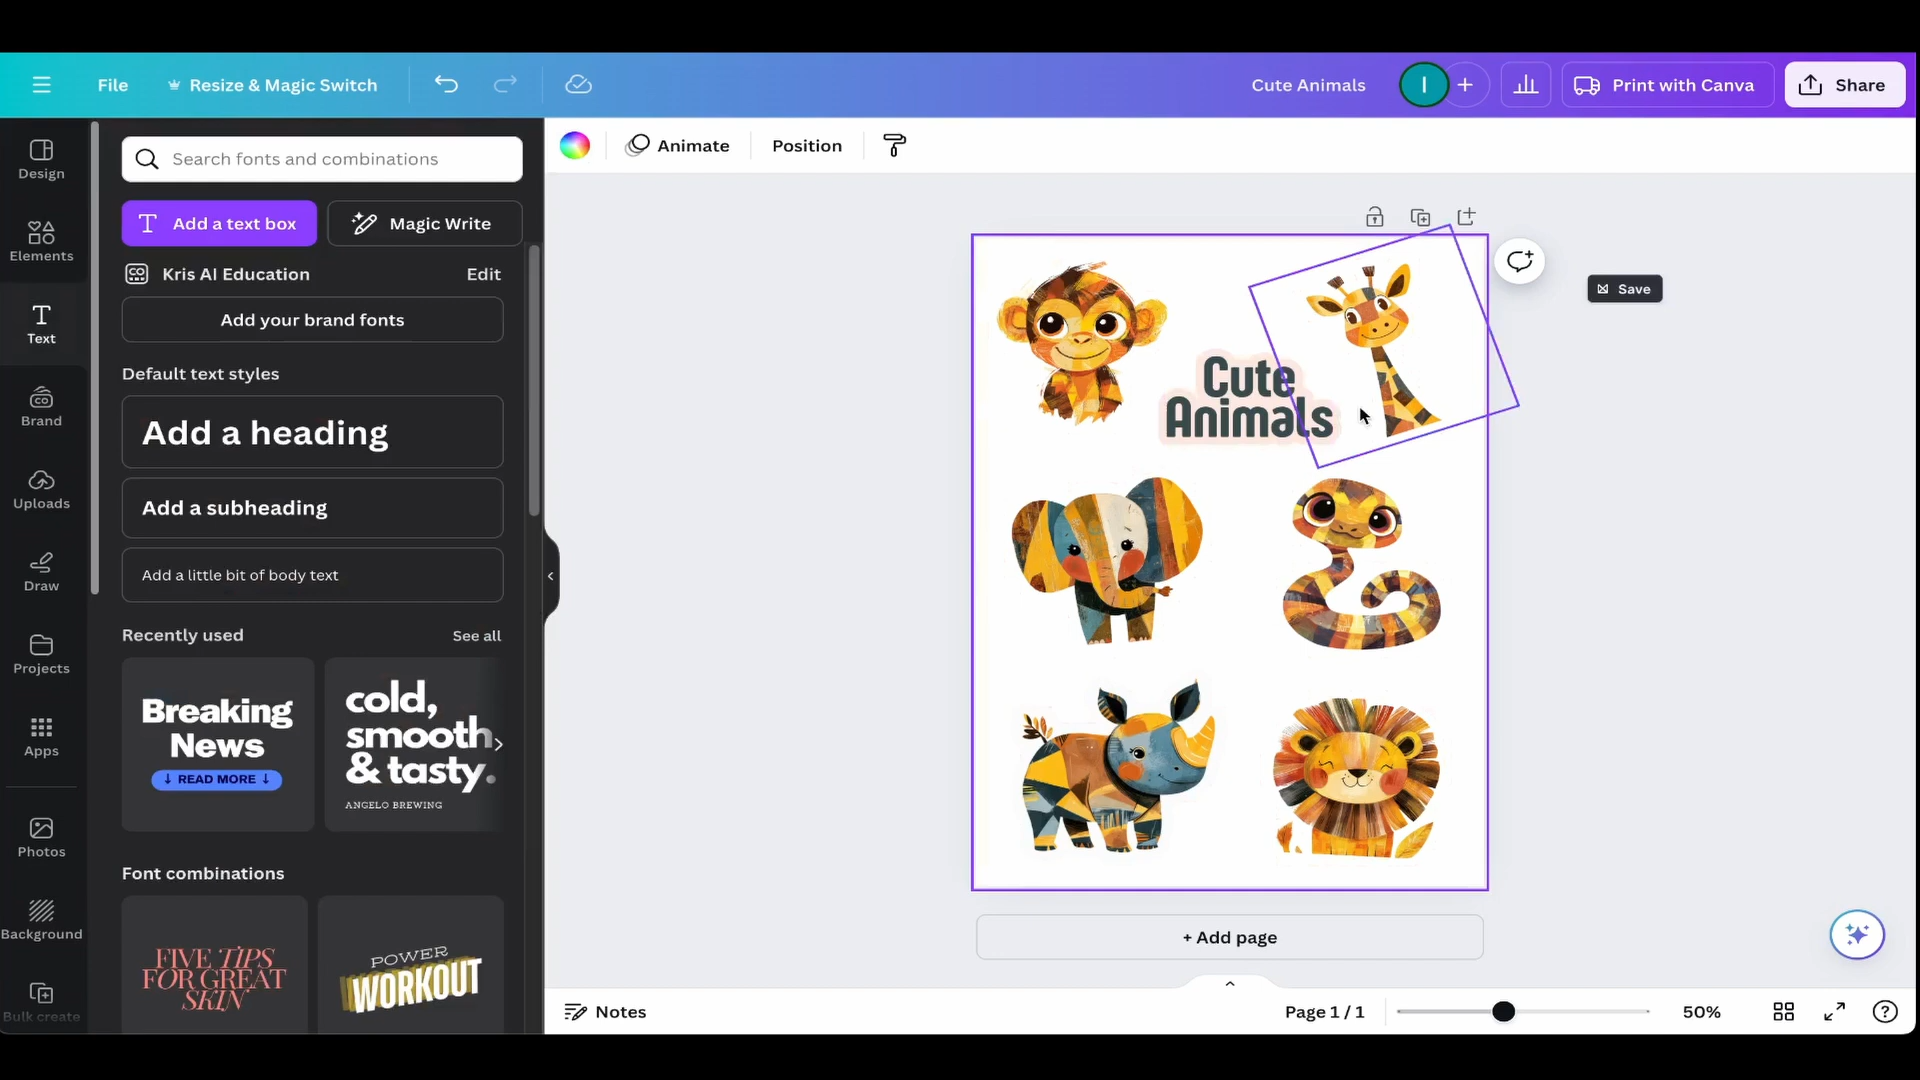 File
Resize & Magic Switch
Cute Animals
I
Print with Canva
Share
Design
Elements
Text
Brand
Uploads
Draw
Projects
Apps
Photos
Background
Bulk create
Search fonts and combinations
Add a text box
Magic Write
Kris AI Education
Edit
Add your brand fonts
Default text styles
Add a heading
Add a subheading
Add a little bit of body text
Recently used
See all
Breaking
News
↓ READ MORE ↓
cold,
smooth
& tasty.
ANGELO BREWING
Font combinations
FIVE TIPS
FOR GREAT
SKIN
POWER
WORKOUT
Animate
Position
Save
Cute
Animals
+ Add page
Notes
Page 1 / 1
50%